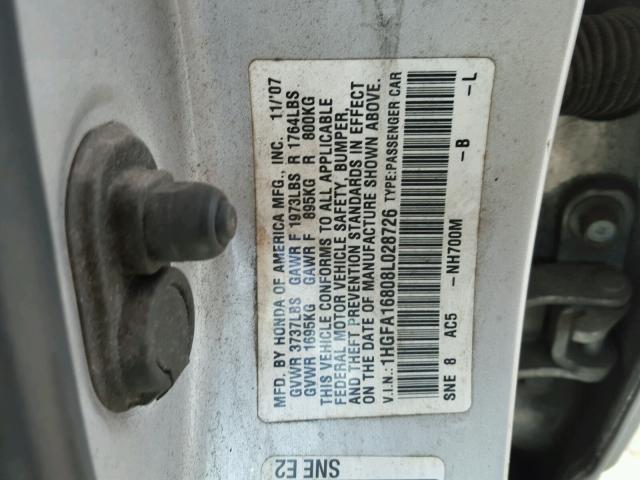 MFD. BY HONDA OF AMERICA MFG., INC. 11/'07
GVWR 3737LBS GAWR F 1973LBS R 1764LBS
GVWR 1695KG GAWR F 895KG R 800KG
THIS VEHICLE CONFORMS TO ALL APPLICABLE
FEDERAL MOTOR VEHICLE SAFETY, BUMPER,
AND THEFT PREVENTION STANDARDS IN EFFECT
ON THE DATE OF MANUFACTURE SHOWN ABOVE.
V.I.N.: 1HGFA16808L028726 TYPE:PASSENGER CAR
SNE 8 AC5 -NH700M -B -L
SNE E2